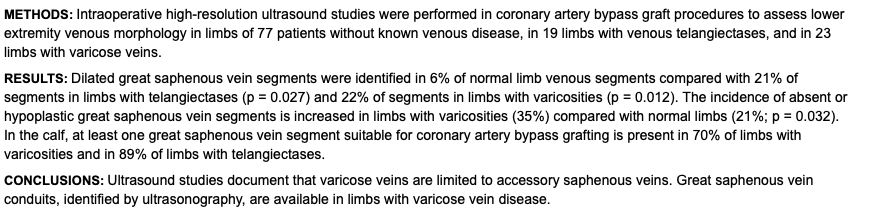 METHODS: Intraoperative high-resolution ultrasound studies were performed in coronary artery bypass graft procedures to assess lower
extremity venous morphology in limbs of 77 patients without known venous disease, in 19 limbs with venous telangiectases, and in 23
limbs with varicose veins.
RESULTS: Dilated great saphenous vein segments were identified in 6% of normal limb venous segments compared with 21% of
segments in limbs with telangiectases (p = 0.027) and 22% of segments in limbs with varicosities (p = 0.012). The incidence of absent or
hypoplastic great saphenous vein segments is increased in limbs with varicosities (35%) compared with normal limbs (21%; p = 0.032).
In the calf, at least one great saphenous vein segment suitable for coronary artery bypass grafting is present in 70% of limbs with
varicosities and in 89% of limbs with telangiectases.
CONCLUSIONS: Ultrasound studies document that varicose veins are limited to accessory saphenous veins. Great saphenous vein
conduits, identified by ultrasonography, are available in limbs with varicose vein disease.